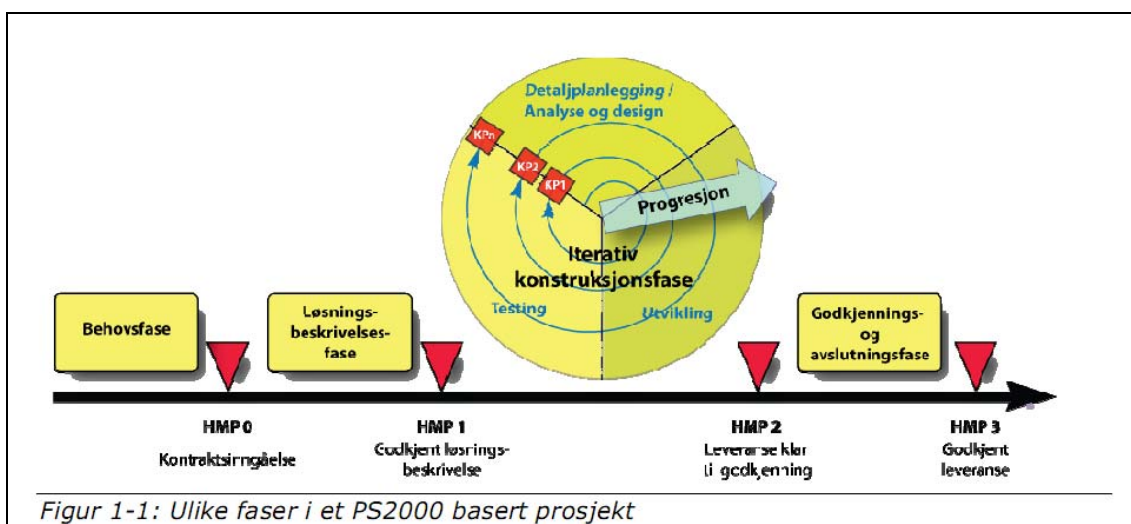 Detaljplanlegging /
Analyse og design
KPn
KP2
KP1
Progresjon
Iterativ
konstruksjonsfase
Testing
Utvikling
Behovsfase
Løsnings-
beskrivelses-
fase
Godkjennings-
og
avslutningsfase
HMP 0
Kontraktsirngåelse
HMP 1
Godkjent løsnings-
beskrivelse
HMP 2
Leveranse klar
ti godkjenning
HMP 3
Godkjent
leveranse
Figur 1-1: Ulike faser i et PS2000 basert prosjekt